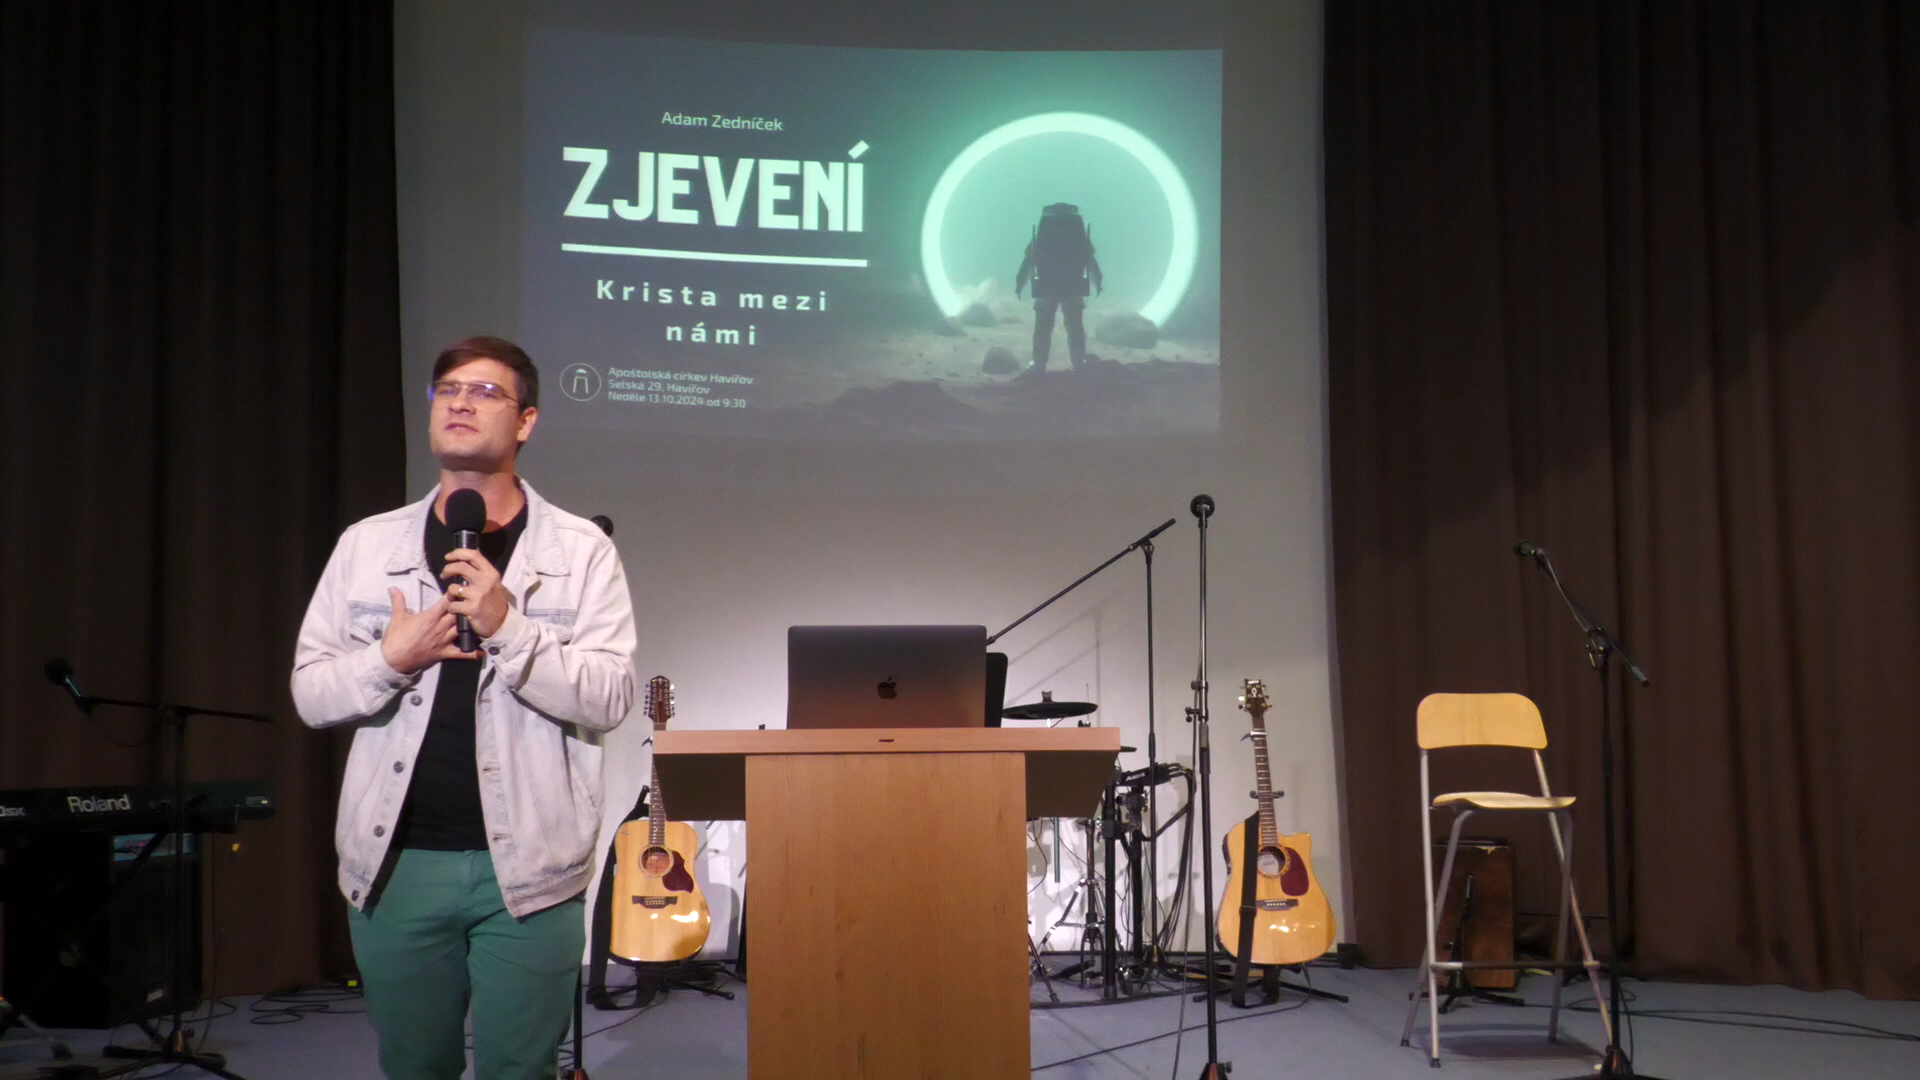 Adam Zedníček
ZJEVENÍ
Krista mezi
námi
Apoštolská církev Havířov
Selská 29, Havířov
Neděle 13.10.2024 od 9:30
Roland